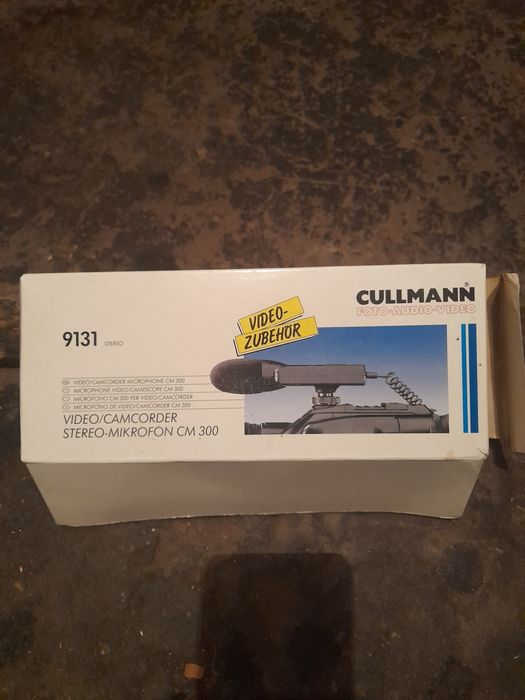 CULLMANN®
FOTO-AUDIO-VIDEO
9131 STEREO
VIDEO-
ZUBEHÖR
VIDEO/CAMCORDER MICROPHONE CM 300
MICROPHONE VIDEO/CAMESCOPE CM 300
MICROFONO CM 300 PER VIDEO/CAMCORDER
MICROFONO DE VIDEO/CAMCORDER CM 300
VIDEO/CAMCORDER
STEREO-MIKROFON CM 300